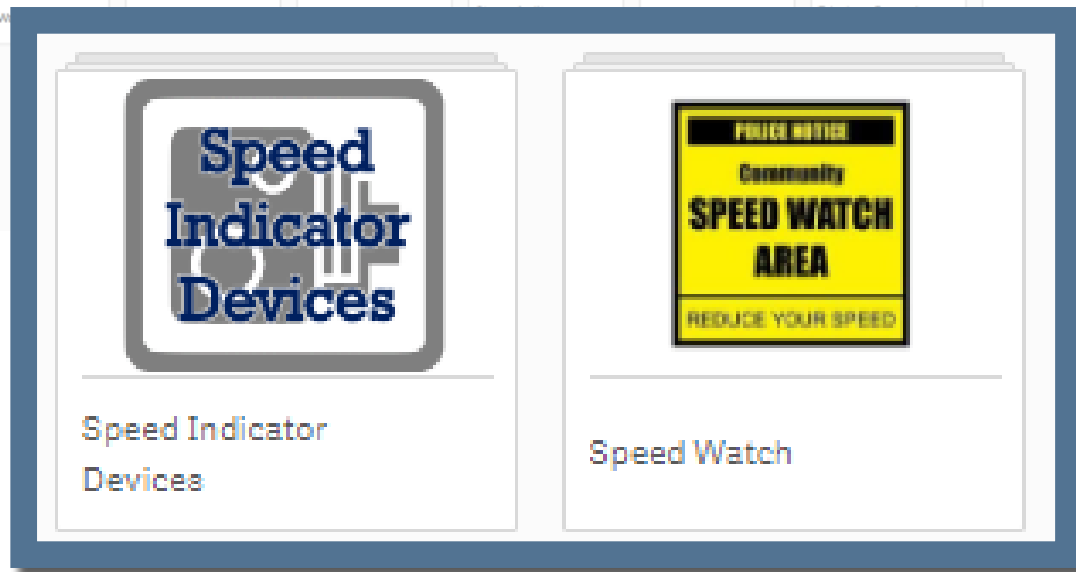 Speed
Indicator
Devices
Speed Indicator
Devices
POLICE NOTICE
Community
SPEED WATCH
AREA
REDUCE YOUR SPEED
Speed Watch